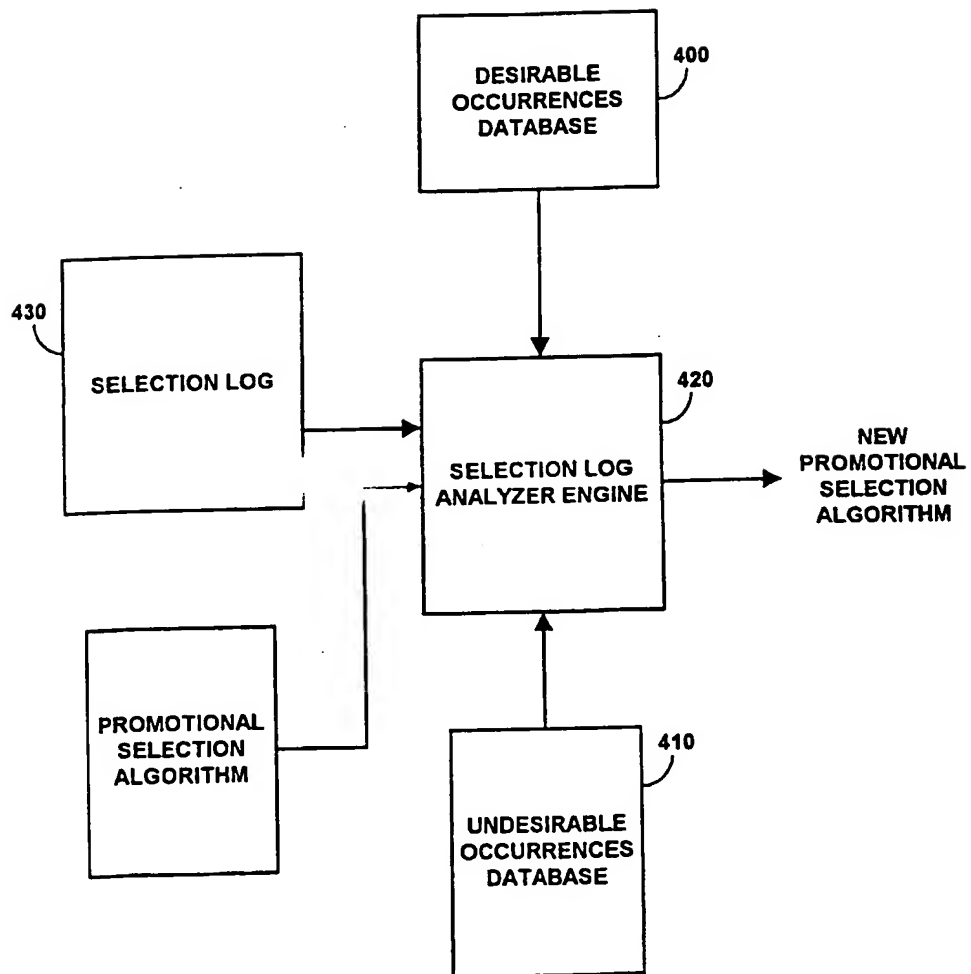 400
DESIRABLE
OCCURRENCES
DATABASE
430
SELECTION LOG
420
SELECTION LOG
ANALYZER ENGINE
NEW
PROMOTIONAL
SELECTION
ALGORITHM
PROMOTIONAL
SELECTION
ALGORITHM
410
UNDESIRABLE
OCCURRENCES
DATABASE